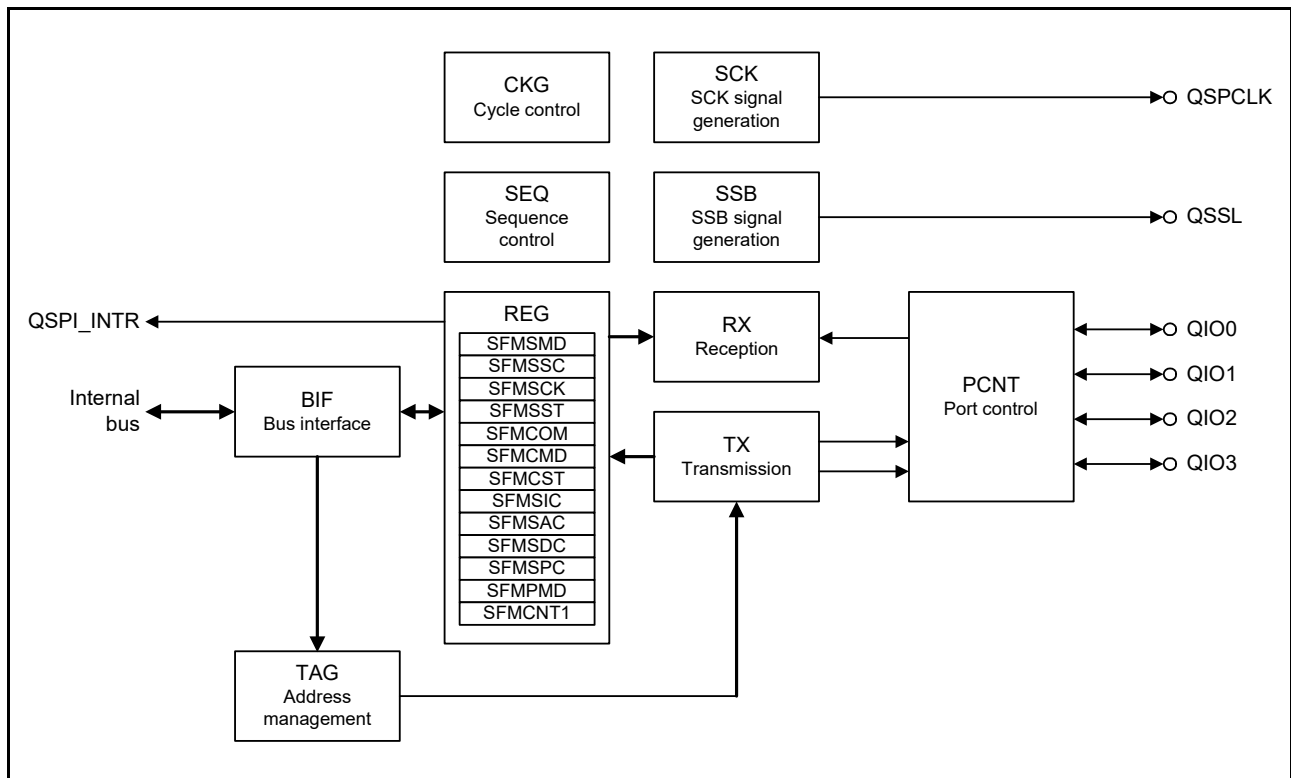 CKG
Cycle control
SCK
SCK signal
generation
QSPCLK
SEQ
Sequence
control
SSB
SSB signal
generation
QSSL
QSPI_INTR
Internal
bus
BIF
Bus interface
REG
SFMSMD
SFMSSC
SFMSCK
SFMSST
SFMCOM
SFMCMD
SFMCST
SFMSIC
SFMSAC
SFMSDC
SFMSPC
SFMPMD
SFMCNT1
RX
Reception
TX
Transmission
PCNT
Port control
QIO0
QIO1
QIO2
QIO3
TAG
Address
management